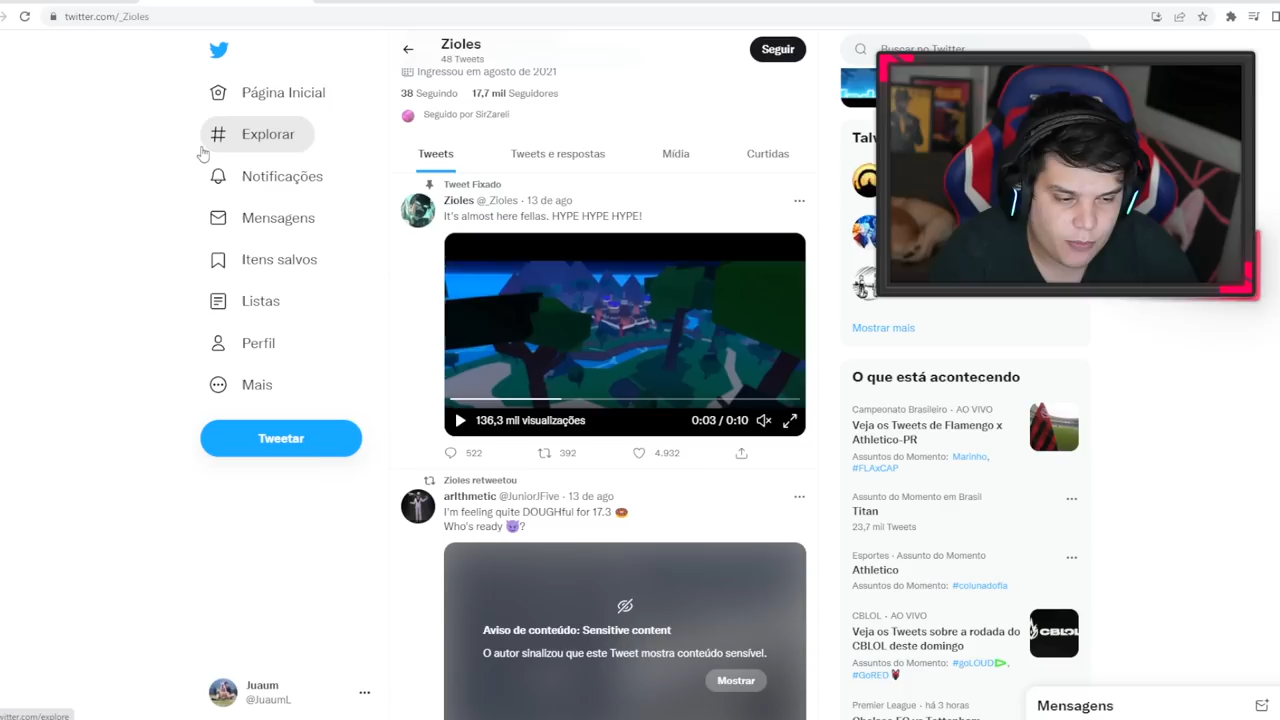 twitter.com/_Zioles
Página Inicial
Explorar
Notificações
Mensagens
Itens salvos
Listas
Perfil
Mais
Tweetar
Juaum
@JuaumL
twitter.com/explore
Zioles
48 Tweets
Seguir
Ingressou em agosto de 2021
38 Seguindo 17,7 mil Seguidores
Seguido por SirZareli
Tweets Tweets e respostas Mídia Curtidas
Tweet Fixado
Zioles @_Zioles · 13 de ago
It's almost here fellas. HYPE HYPE HYPE!
136,3 mil visualizações 0:03 / 0:10
522 392 4.932
Zioles retweetou
arIthmetic @JuniorJFive · 13 de ago
I'm feeling quite DOUGHful for 17.3 🍩
Who's ready 😈?
Aviso de conteúdo: Sensitive content
O autor sinalizou que este Tweet mostra conteúdo sensível.
Mostrar
Buscar no Twitter
Mostrar mais
O que está acontecendo
Campeonato Brasileiro · AO VIVO
Veja os Tweets de Flamengo x
Athletico-PR
Assuntos do Momento: Marinho,
#FLAxCAP
Assunto do Momento em Brasil
Titan
23,7 mil Tweets
Esportes · Assunto do Momento
Athletico
Assuntos do Momento: #colunadofla
CBLOL · AO VIVO
Veja os Tweets sobre a rodada do
CBLOL deste domingo
Assuntos do Momento: #goLOUD,
#GoRED
CBLOL
Premier League · há 3 horas
Mensagens